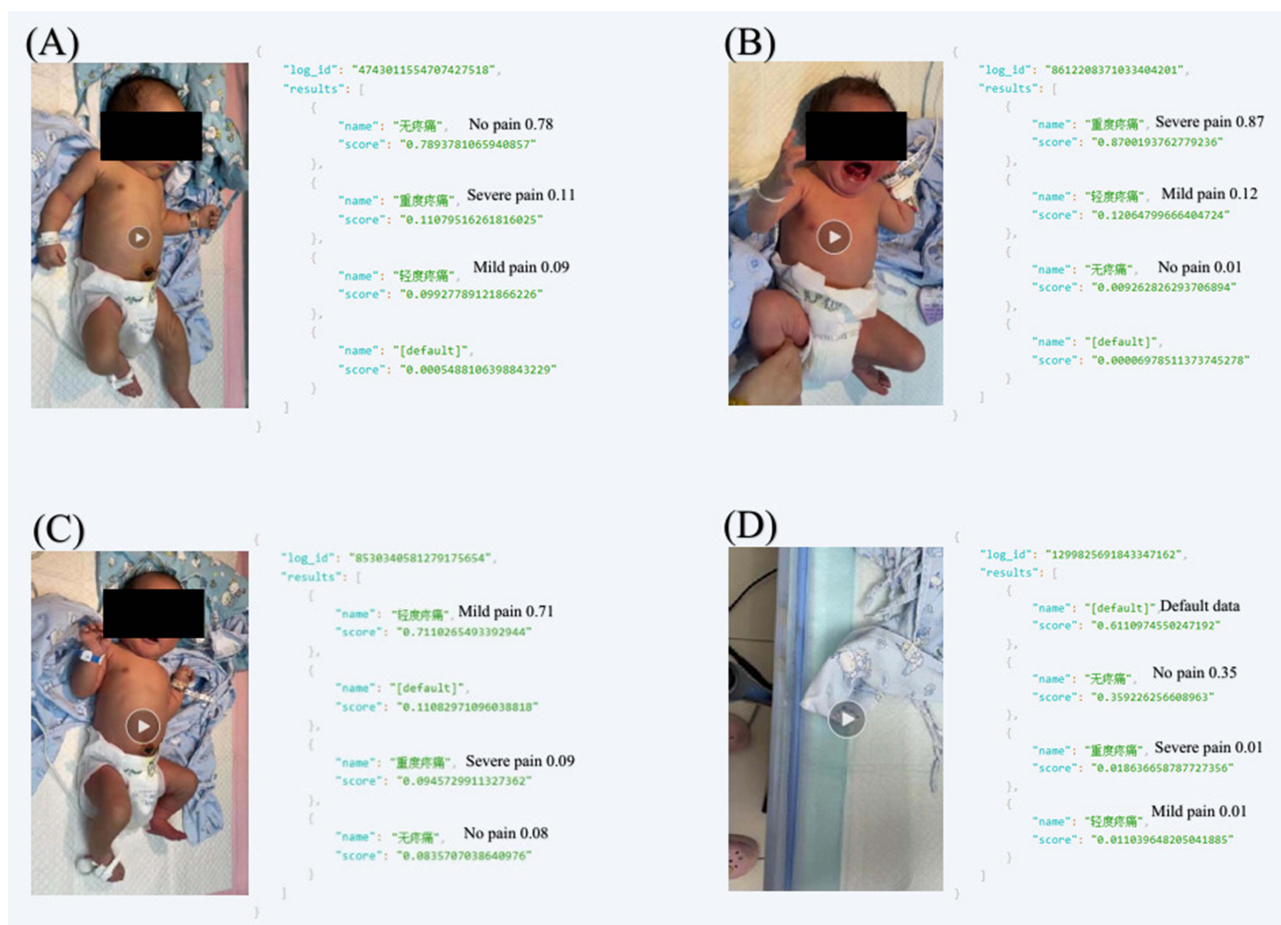 (A)
{
"log_id": "4743011554707427518",
"results": [
{
"name": "无疼痛", No pain 0.78
"score": "0.7893781065940857"
},
{
"name": "重度疼痛", Severe pain 0.11
"score": "0.11079516261816025"
},
{
"name": "轻度疼痛", Mild pain 0.09
"score": "0.09927789121866226"
},
{
"name": "[default]",
"score": "0.0005488106398843229"
}
]
}
(B)
{
"log_id": "8612208371033404201",
"results": [
{
"name": "重度疼痛", Severe pain 0.87
"score": "0.8700193762779236"
},
{
"name": "轻度疼痛", Mild pain 0.12
"score": "0.12064799666404724"
},
{
"name": "无疼痛", No pain 0.01
"score": "0.009262826293706894"
},
{
"name": "[default]",
"score": "0.00006978511373745278"
}
]
}
(C)
{
"log_id": "8530340581279175654",
"results": [
{
"name": "轻度疼痛", Mild pain 0.71
"score": "0.7110265493392944"
},
{
"name": "[default]",
"score": "0.11082971096038818"
},
{
"name": "重度疼痛", Severe pain 0.09
"score": "0.0945729911327362"
},
{
"name": "无疼痛", No pain 0.08
"score": "0.0835707038640976"
}
]
}
(D)
{
"log_id": "1299825691843347162",
"results": [
{
"name": "[default]", Default data
"score": "0.6110974550247192"
},
{
"name": "无疼痛", No pain 0.35
"score": "0.359226256608963"
},
{
"name": "重度疼痛", Severe pain 0.01
"score": "0.018636658787727356"
},
{
"name": "轻度疼痛", Mild pain 0.01
"score": "0.011039648205041885"
}
]
}